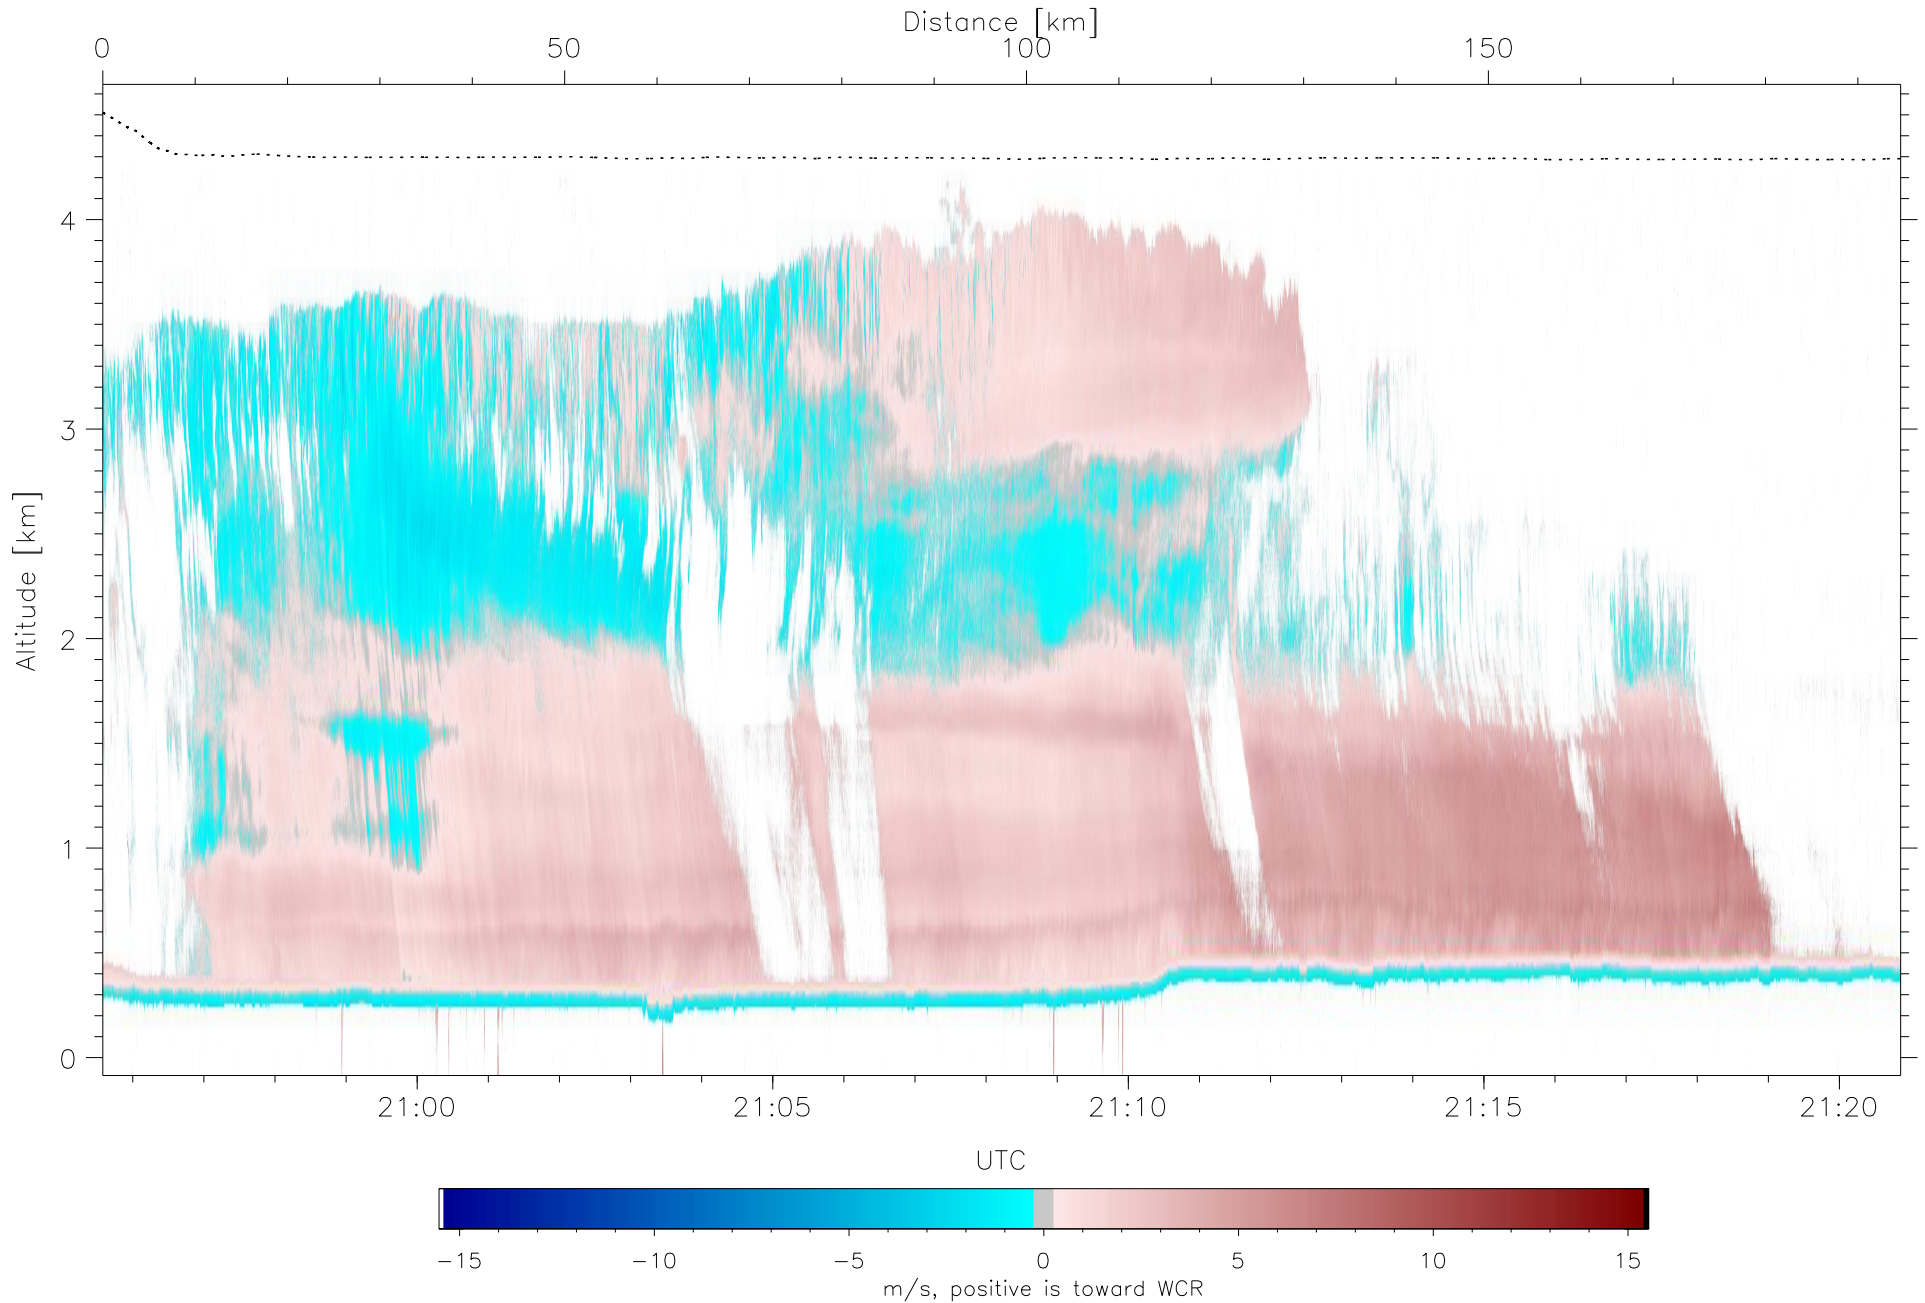 Distance [km]
0 50 100 150
4
3
2
1
0
Altitude [km]
21:00 21:05 21:10 21:15 21:20
UTC
−15 −10 −5 0 5 10 15
m/s, positive is toward WCR